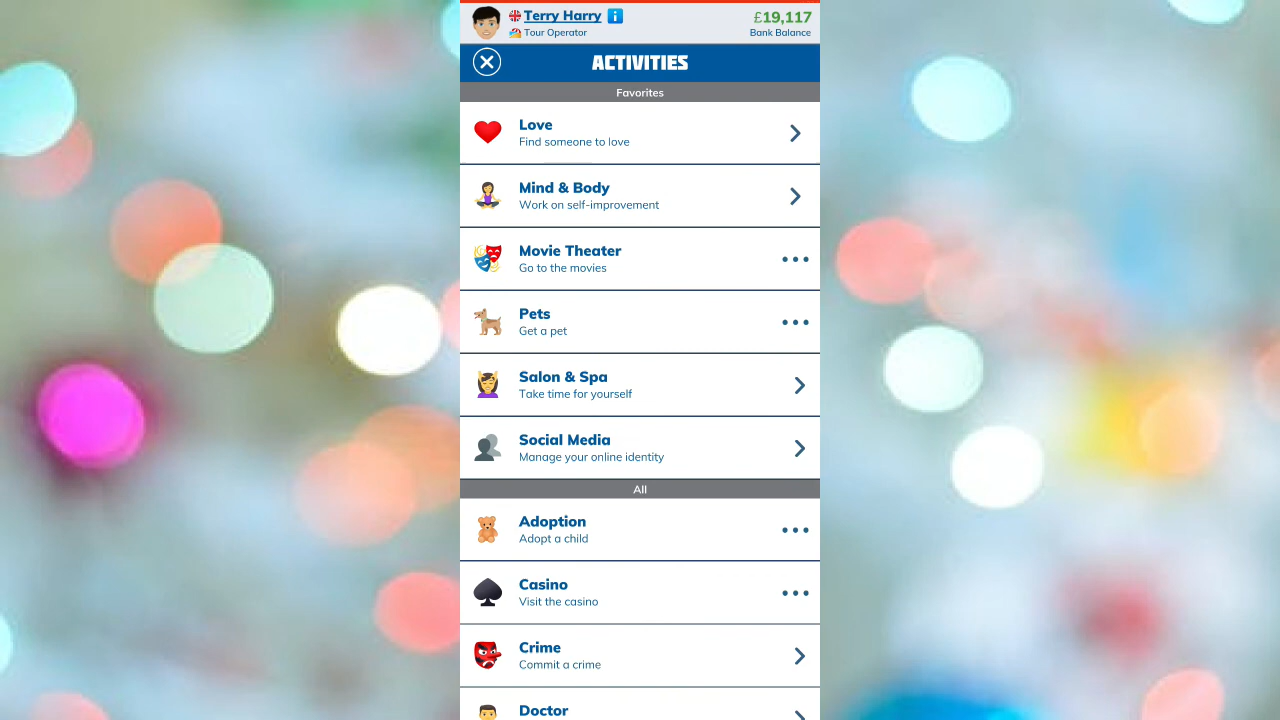 Terry Harry
£19,117
Tour Operator
Bank Balance
ACTIVITIES
Favorites
Love
Find someone to love
Mind & Body
Work on self-improvement
Movie Theater
Go to the movies
Pets
Get a pet
Salon & Spa
Take time for yourself
Social Media
Manage your online identity
All
Adoption
Adopt a child
Casino
Visit the casino
Crime
Commit a crime
Doctor